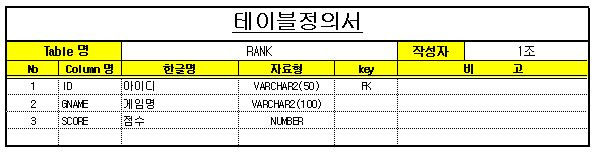 테이블정의서
Table 명 RANK 작성자 1조
No Column 명 한글명 자료형 key 비 고
1 ID 아이디 VARCHAR2(50) FK
2 GNAME 게임명 VARCHAR2(100)
3 SCORE 점수 NUMBER